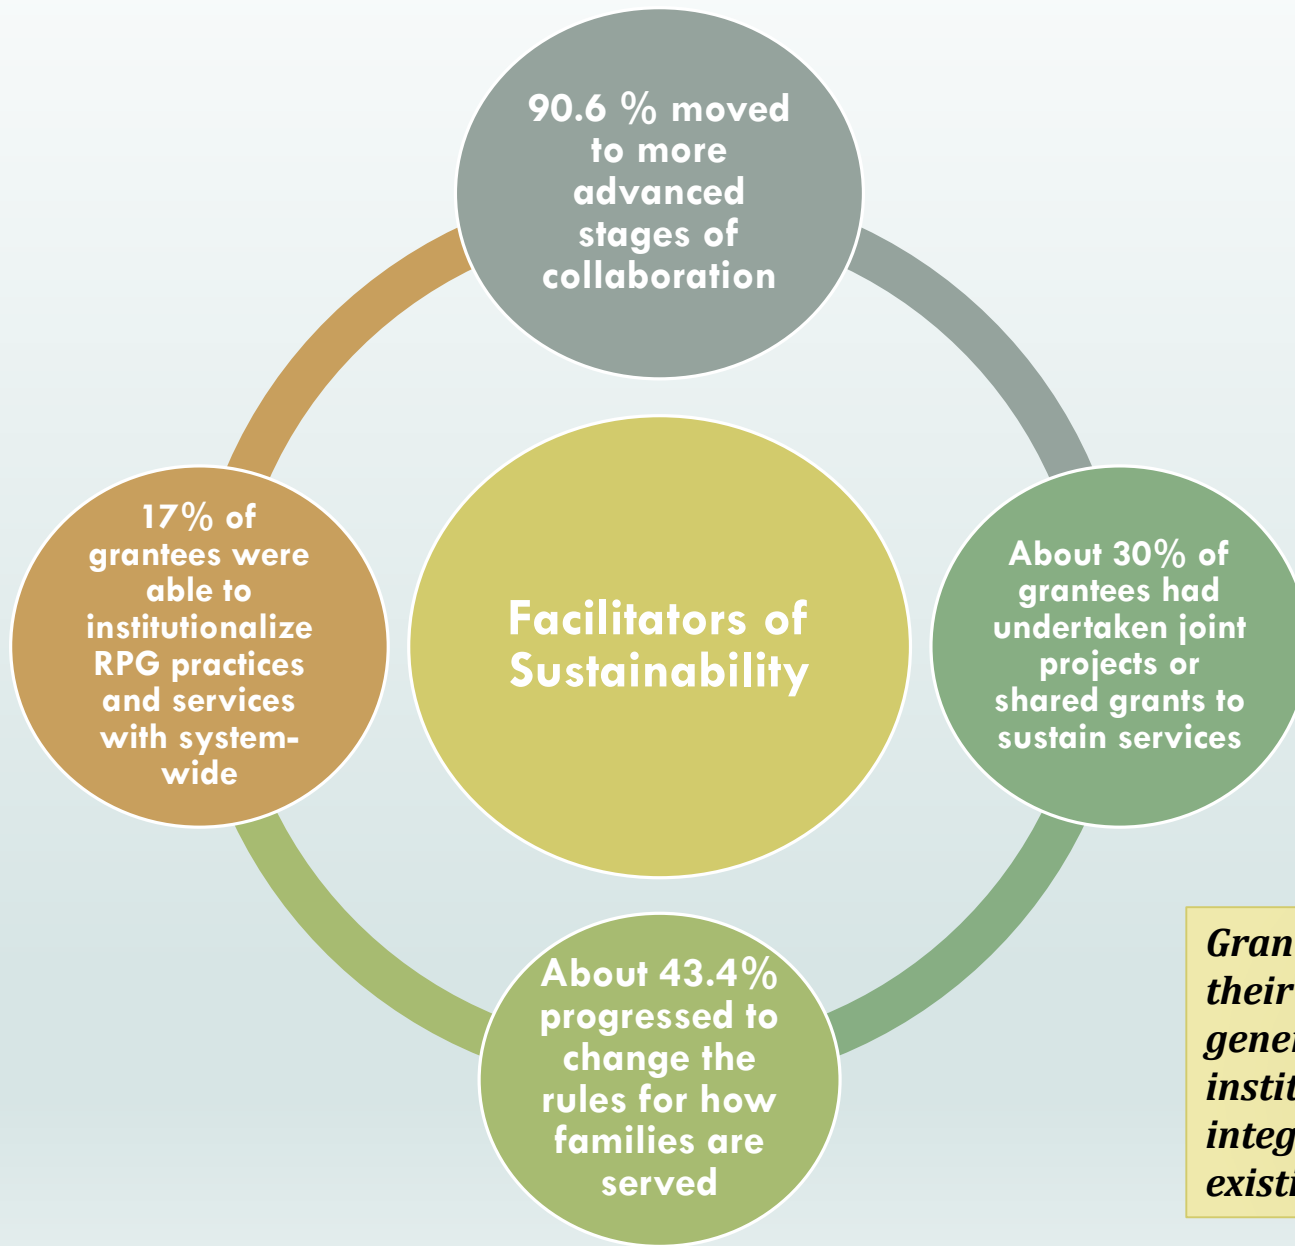 90.6 % moved
to more
advanced
stages of
collaboration
17% of
grantees were
able to
institutionalize
RPG practices
and services
with system-
wide
Facilitators of
Sustainability
About 30% of
grantees had
undertaken joint
projects or
shared grants to
sustain services
About 43.4%
progressed to
change the
rules for how
families are
served
their